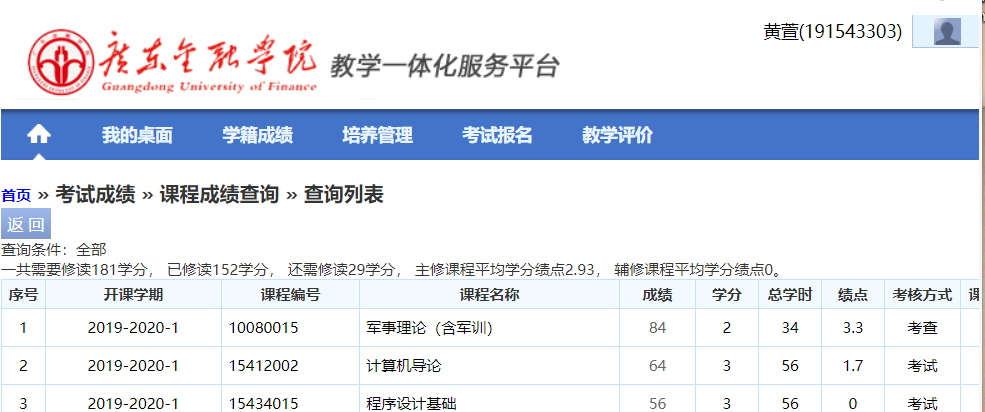 黄萱(191543303)
广东金融学院
Guangdong University of Finance
教学一体化服务平台
我的桌面 学籍成绩 培养管理 考试报名 教学评价
首页 » 考试成绩 » 课程成绩查询 » 查询列表
返 回
查询条件：全部
一共需要修读181学分， 已修读152学分， 还需修读29学分， 主修课程平均学分绩点2.93， 辅修课程平均学分绩点0。
序号 开课学期 课程编号 课程名称 成绩 学分 总学时 绩点 考核方式
1 2019-2020-1 10080015 军事理论（含军训） 84 2 34 3.3 考查
2 2019-2020-1 15412002 计算机导论 64 3 56 1.7 考试
3 2019-2020-1 15434015 程序设计基础 56 3 56 0 考试